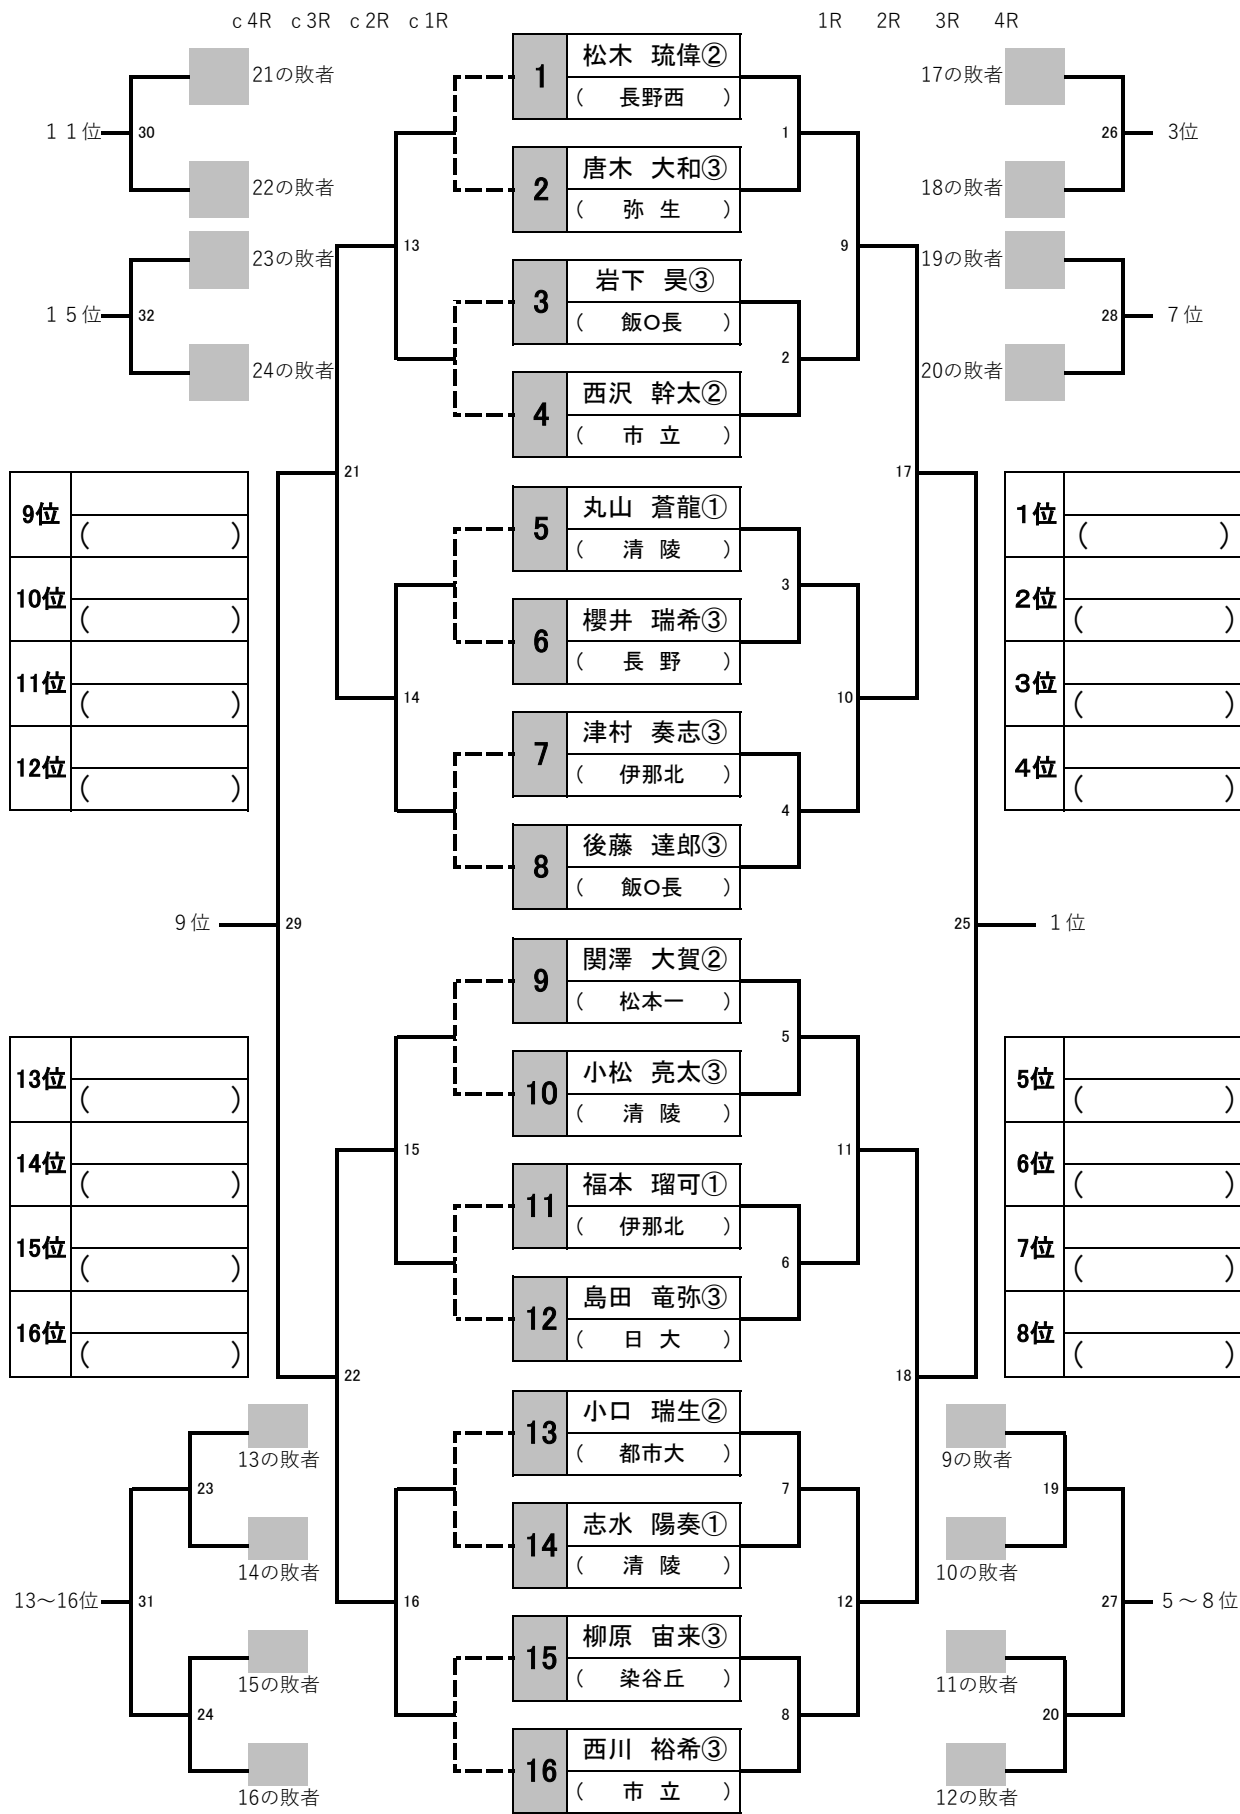 c 4R c 3R c 2R c 1R 1R 2R 3R 4R
21の敗者
１１位
30
22の敗者
23の敗者
１５位
32
24の敗者
17の敗者
26
3位
18の敗者
19の敗者
28
７位
20の敗者
1 松木 琉偉②
( 長野西 )
2 唐木 大和③
( 弥 生 )
3 岩下 昊③
( 飯O長 )
4 西沢 幹太②
( 市 立 )
5 丸山 蒼龍①
( 清 陵 )
6 櫻井 瑞希③
( 長 野 )
7 津村 奏志③
( 伊那北 )
8 後藤 達郎③
( 飯O長 )
9 関澤 大賀②
( 松本一 )
10 小松 亮太③
( 清 陵 )
11 福本 瑠可①
( 伊那北 )
12 島田 竜弥③
( 日 大 )
13 小口 瑞生②
( 都市大 )
14 志水 陽奏①
( 清 陵 )
15 柳原 宙来③
( 染谷丘 )
16 西川 裕希③
( 市 立 )
1
2
3
4
5
6
7
8
9
10
11
12
17
18
25
１位
13
14
15
16
21
22
29
９位
9位 ( )
10位 ( )
11位 ( )
12位 ( )
13位 ( )
14位 ( )
15位 ( )
16位 ( )
1位 ( )
2位 ( )
3位 ( )
4位 ( )
5位 ( )
6位 ( )
7位 ( )
8位 ( )
13の敗者
23
14の敗者
13～16位
31
15の敗者
24
16の敗者
9の敗者
19
10の敗者
27
５～８位
11の敗者
20
12の敗者